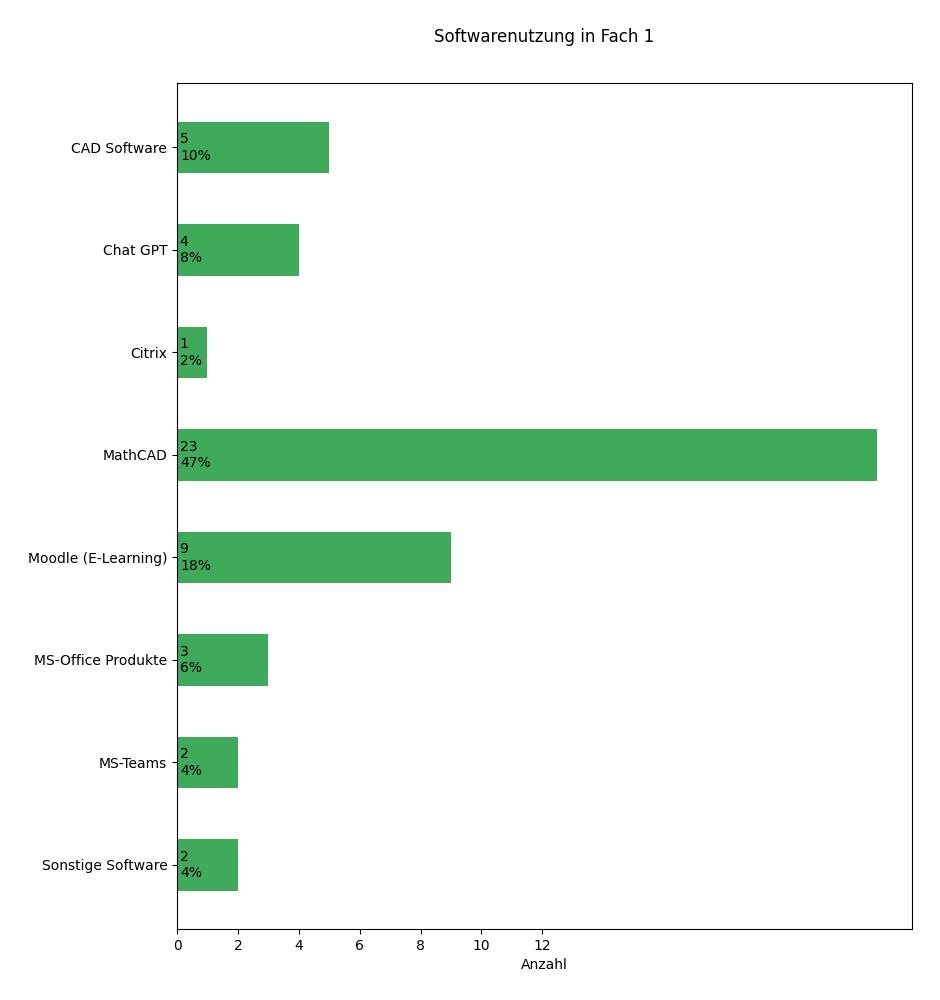 Softwarenutzung in Fach 1
CAD Software
5
10%
Chat GPT
4
8%
Citrix
1
2%
MathCAD
23
47%
Moodle (E-Learning)
9
18%
MS-Office Produkte
3
6%
MS-Teams
2
4%
Sonstige Software
2
4%
0 2 4 6 8 10 12
Anzahl